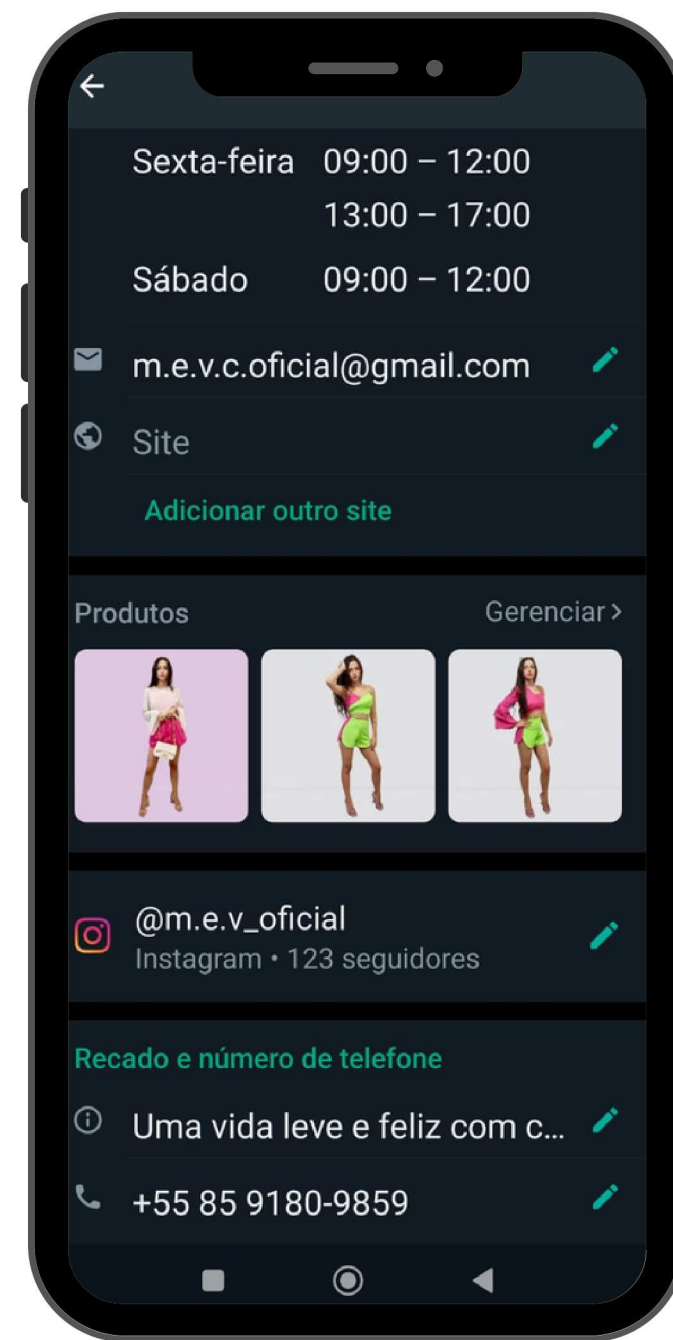 Sexta-feira 09:00 – 12:00
13:00 – 17:00
Sábado 09:00 – 12:00
m.e.v.c.oficial@gmail.com
Site
Adicionar outro site
Produtos Gerenciar >
@m.e.v_oficial
Instagram • 123 seguidores
Recado e número de telefone
Uma vida leve e feliz com c...
+55 85 9180-9859